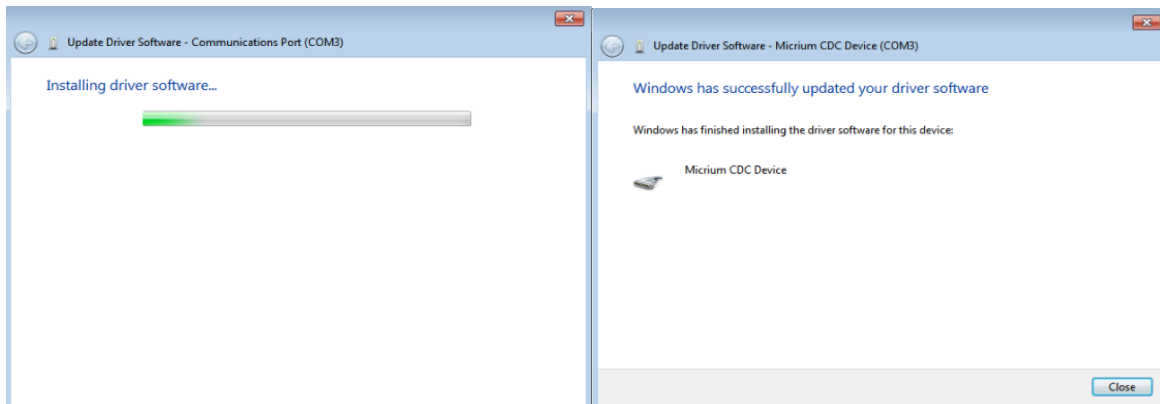 Update Driver Software - Communications Port (COM3)
Installing driver software...
Update Driver Software - Micrium CDC Device (COM3)
Windows has successfully updated your driver software
Windows has finished installing the driver software for this device:
Micrium CDC Device
Close